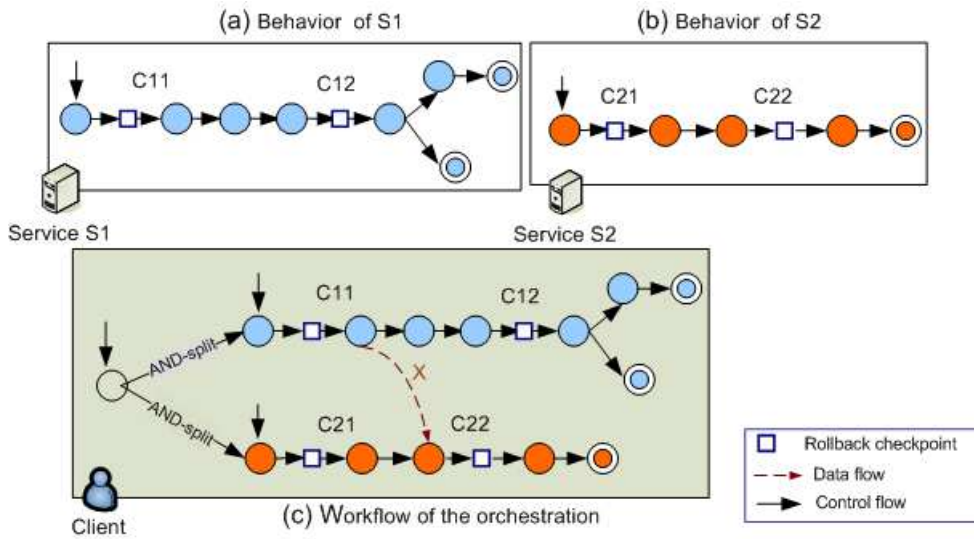 (a) Behavior of S1
(b) Behavior of S2
C11
C12
C21
C22
Service S1
Service S2
C11
C12
AND-split
X
AND-split
C21
C22
Rollback checkpoint
Data flow
Control flow
Client
(c) Workflow of the orchestration